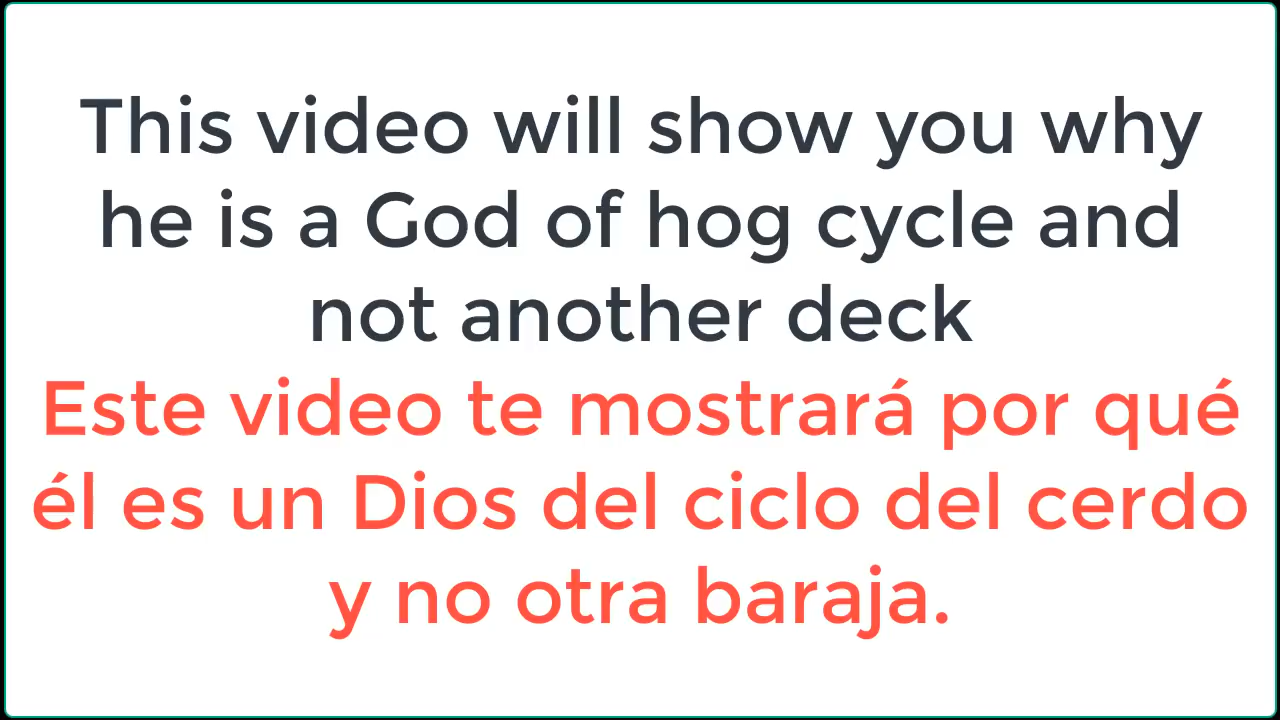 This video will show you why
he is a God of hog cycle and
not another deck
Este video te mostrará por qué
él es un Dios del ciclo del cerdo
y no otra baraja.